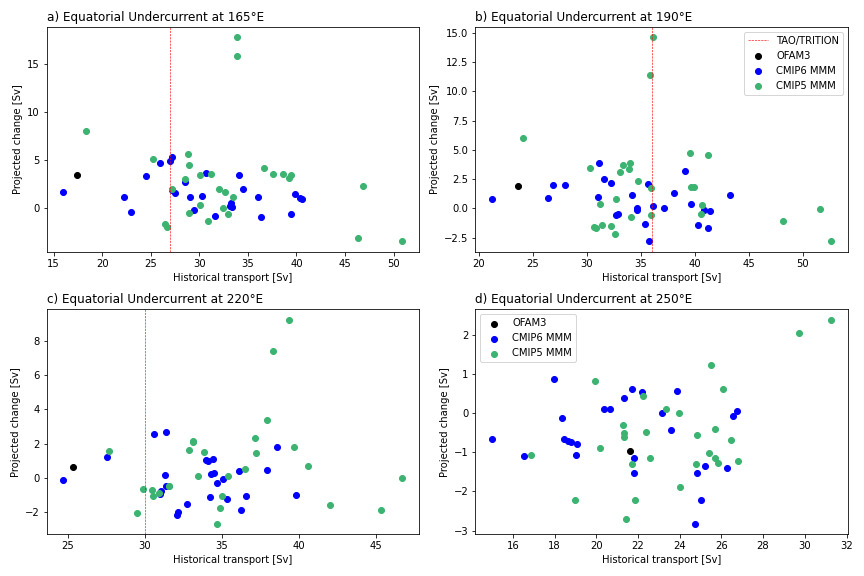 a) Equatorial Undercurrent at 165°E
Projected change [Sv]
15
10
5
0
15 20 25 30 35 40 45 50
Historical transport [Sv]
b) Equatorial Undercurrent at 190°E
Projected change [Sv]
15.0
12.5
10.0
7.5
5.0
2.5
0.0
−2.5
20 25 30 35 40 45 50
Historical transport [Sv]
TAO/TRITION
OFAM3
CMIP6 MMM
CMIP5 MMM
c) Equatorial Undercurrent at 220°E
Projected change [Sv]
8
6
4
2
0
−2
25 30 35 40 45
Historical transport [Sv]
d) Equatorial Undercurrent at 250°E
Projected change [Sv]
2
1
0
−1
−2
−3
16 18 20 22 24 26 28 30 32
Historical transport [Sv]
OFAM3
CMIP6 MMM
CMIP5 MMM